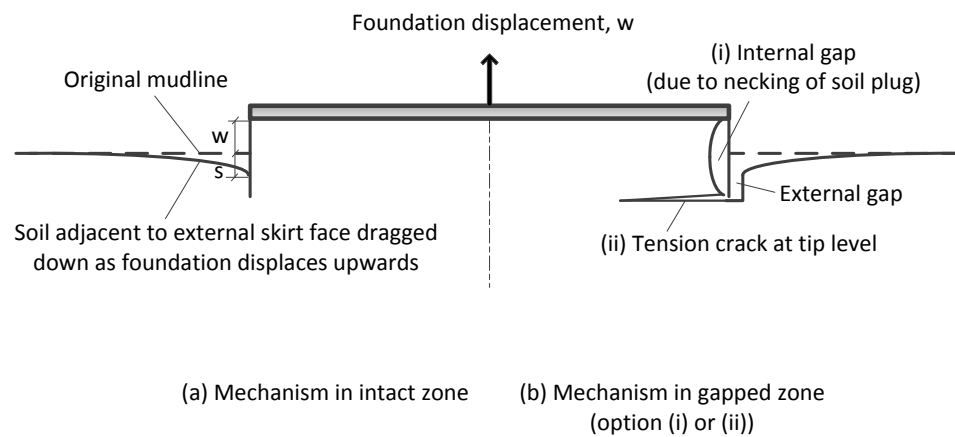 Foundation displacement, w
(i) Internal gap
(due to necking of soil plug)
Original mudline
w
s
External gap
Soil adjacent to external skirt face dragged
down as foundation displaces upwards
(ii) Tension crack at tip level
(a) Mechanism in intact zone
(b) Mechanism in gapped zone
(option (i) or (ii))